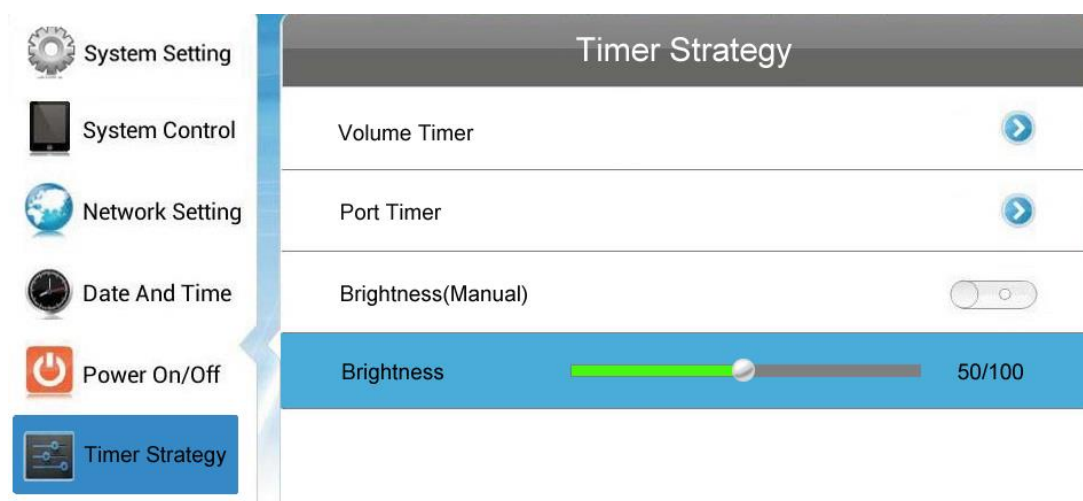 System Setting
System Control
Network Setting
Date And Time
Power On/Off
Timer Strategy
Timer Strategy
Volume Timer
Port Timer
Brightness(Manual)
Brightness 50/100